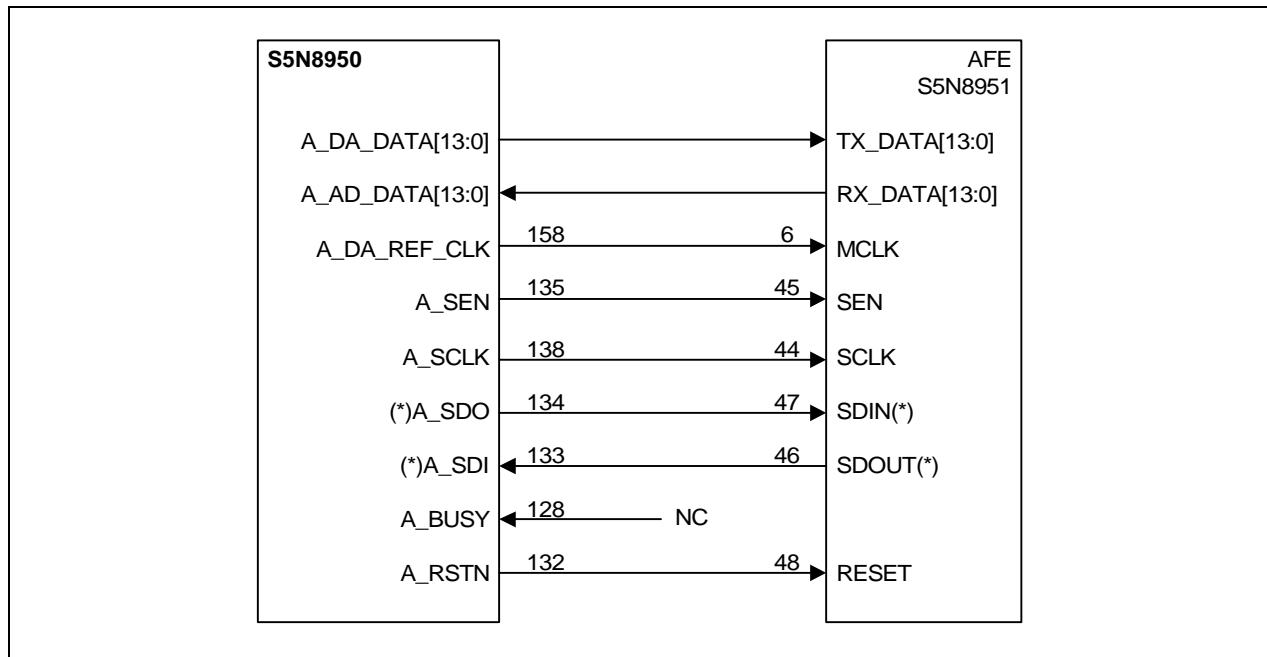 S5N8950
AFE
S5N8951
A_DA_DATA[13:0]
TX_DATA[13:0]
A_AD_DATA[13:0]
RX_DATA[13:0]
A_DA_REF_CLK 158 6 MCLK
A_SEN 135 45 SEN
A_SCLK 138 44 SCLK
(*)A_SDO 134 47 SDIN(*)
(*)A_SDI 133 46 SDOUT(*)
A_BUSY 128 NC
A_RSTN 132 48 RESET